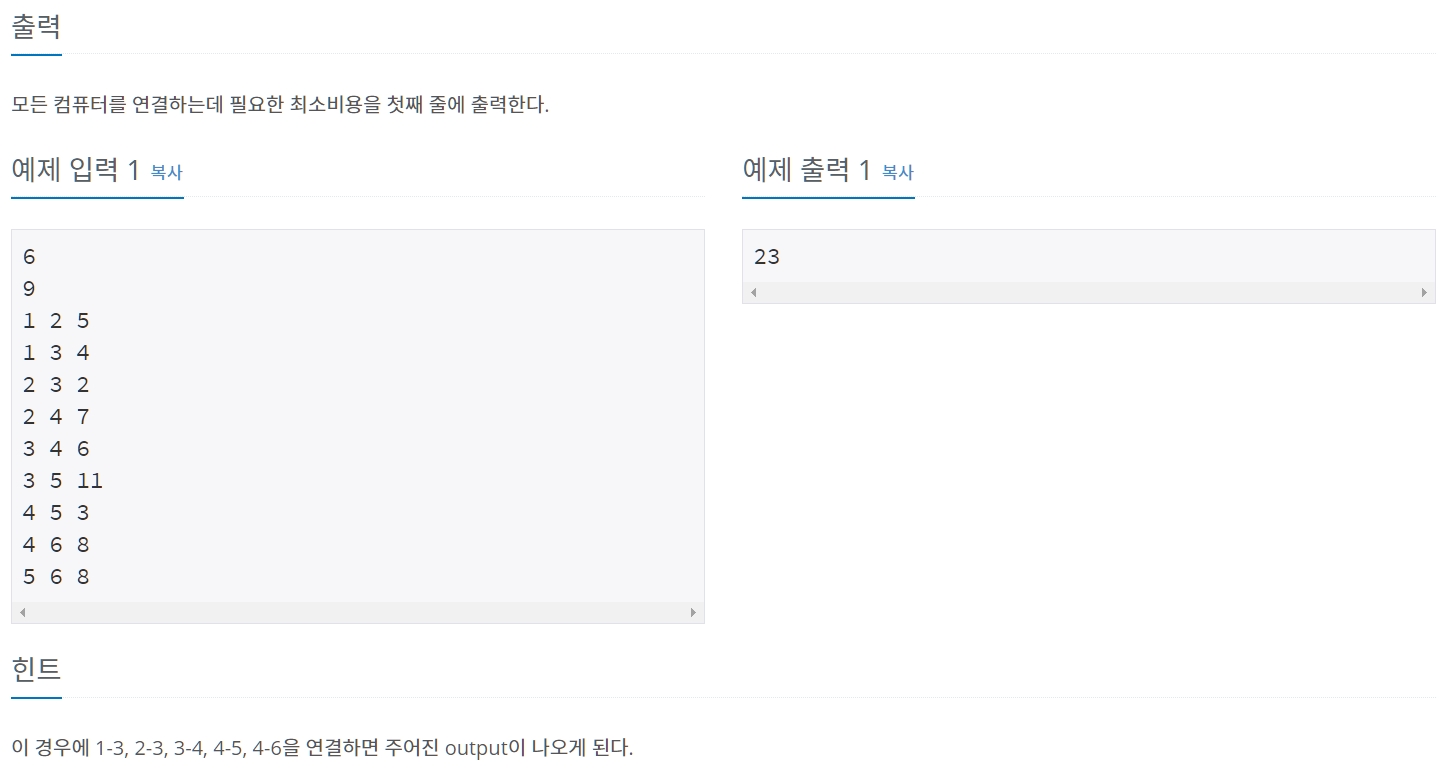 출력
모든 컴퓨터를 연결하는데 필요한 최소비용을 첫째 줄에 출력한다.
예제 입력 1 복사
6
9
1 2 5
1 3 4
2 3 2
2 4 7
3 4 6
3 5 11
4 5 3
4 6 8
5 6 8
예제 출력 1 복사
23
힌트
이 경우에 1-3, 2-3, 3-4, 4-5, 4-6을 연결하면 주어진 output이 나오게 된다.